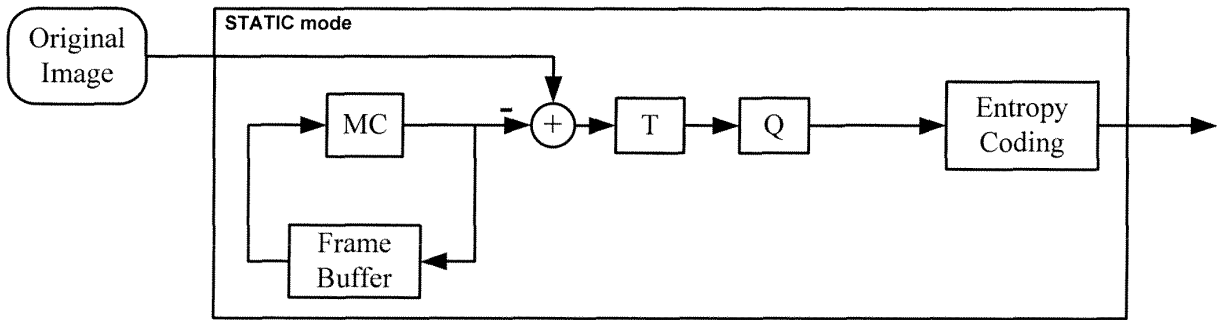 STATIC mode
Original
Image
MC
-
+
T
Q
Entropy
Coding
Frame
Buffer